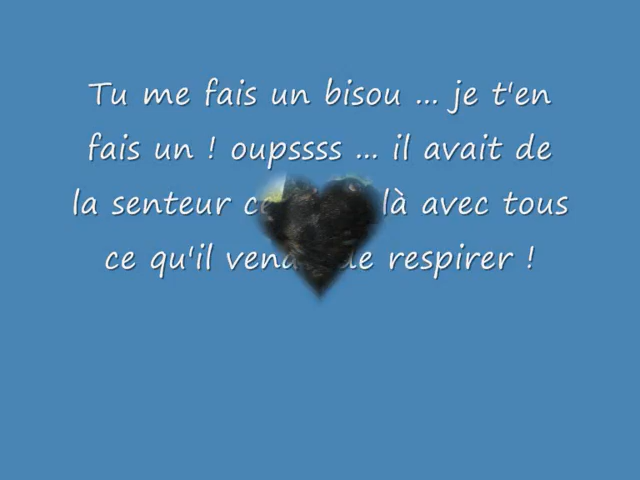 Tu me fais un bisou ... je t'en
fais un ! oupssss ... il avait de
la senteur là avec tous
ce qu'il de respirer !